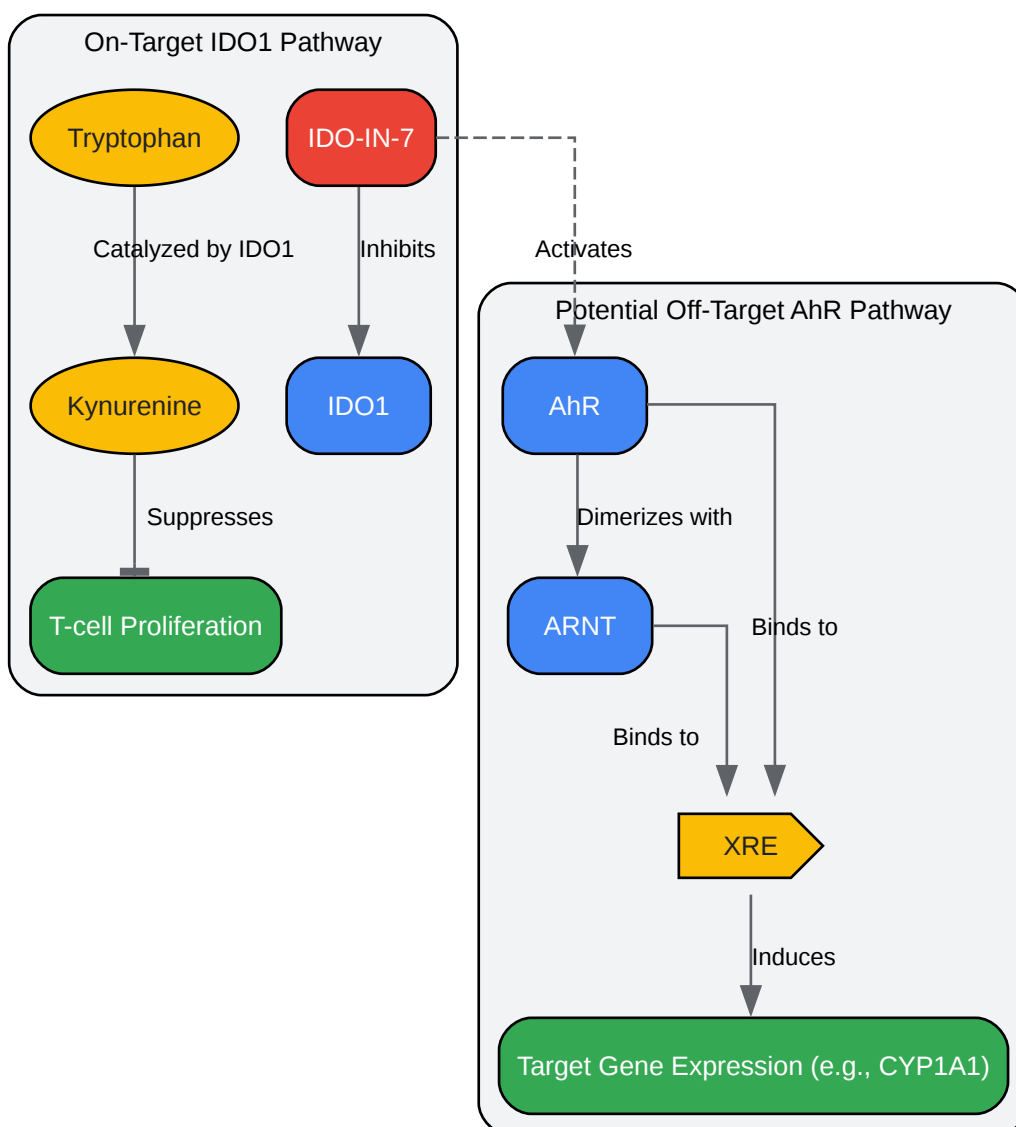 On-Target IDO1 Pathway
Tryptophan
IDO-IN-7
Catalyzed by IDO1
Inhibits
Activates
Kynurenine
IDO1
Suppresses
T-cell Proliferation
Potential Off-Target AhR Pathway
AhR
Dimerizes with
ARNT
Binds to
Binds to
XRE
Induces
Target Gene Expression (e.g., CYP1A1)